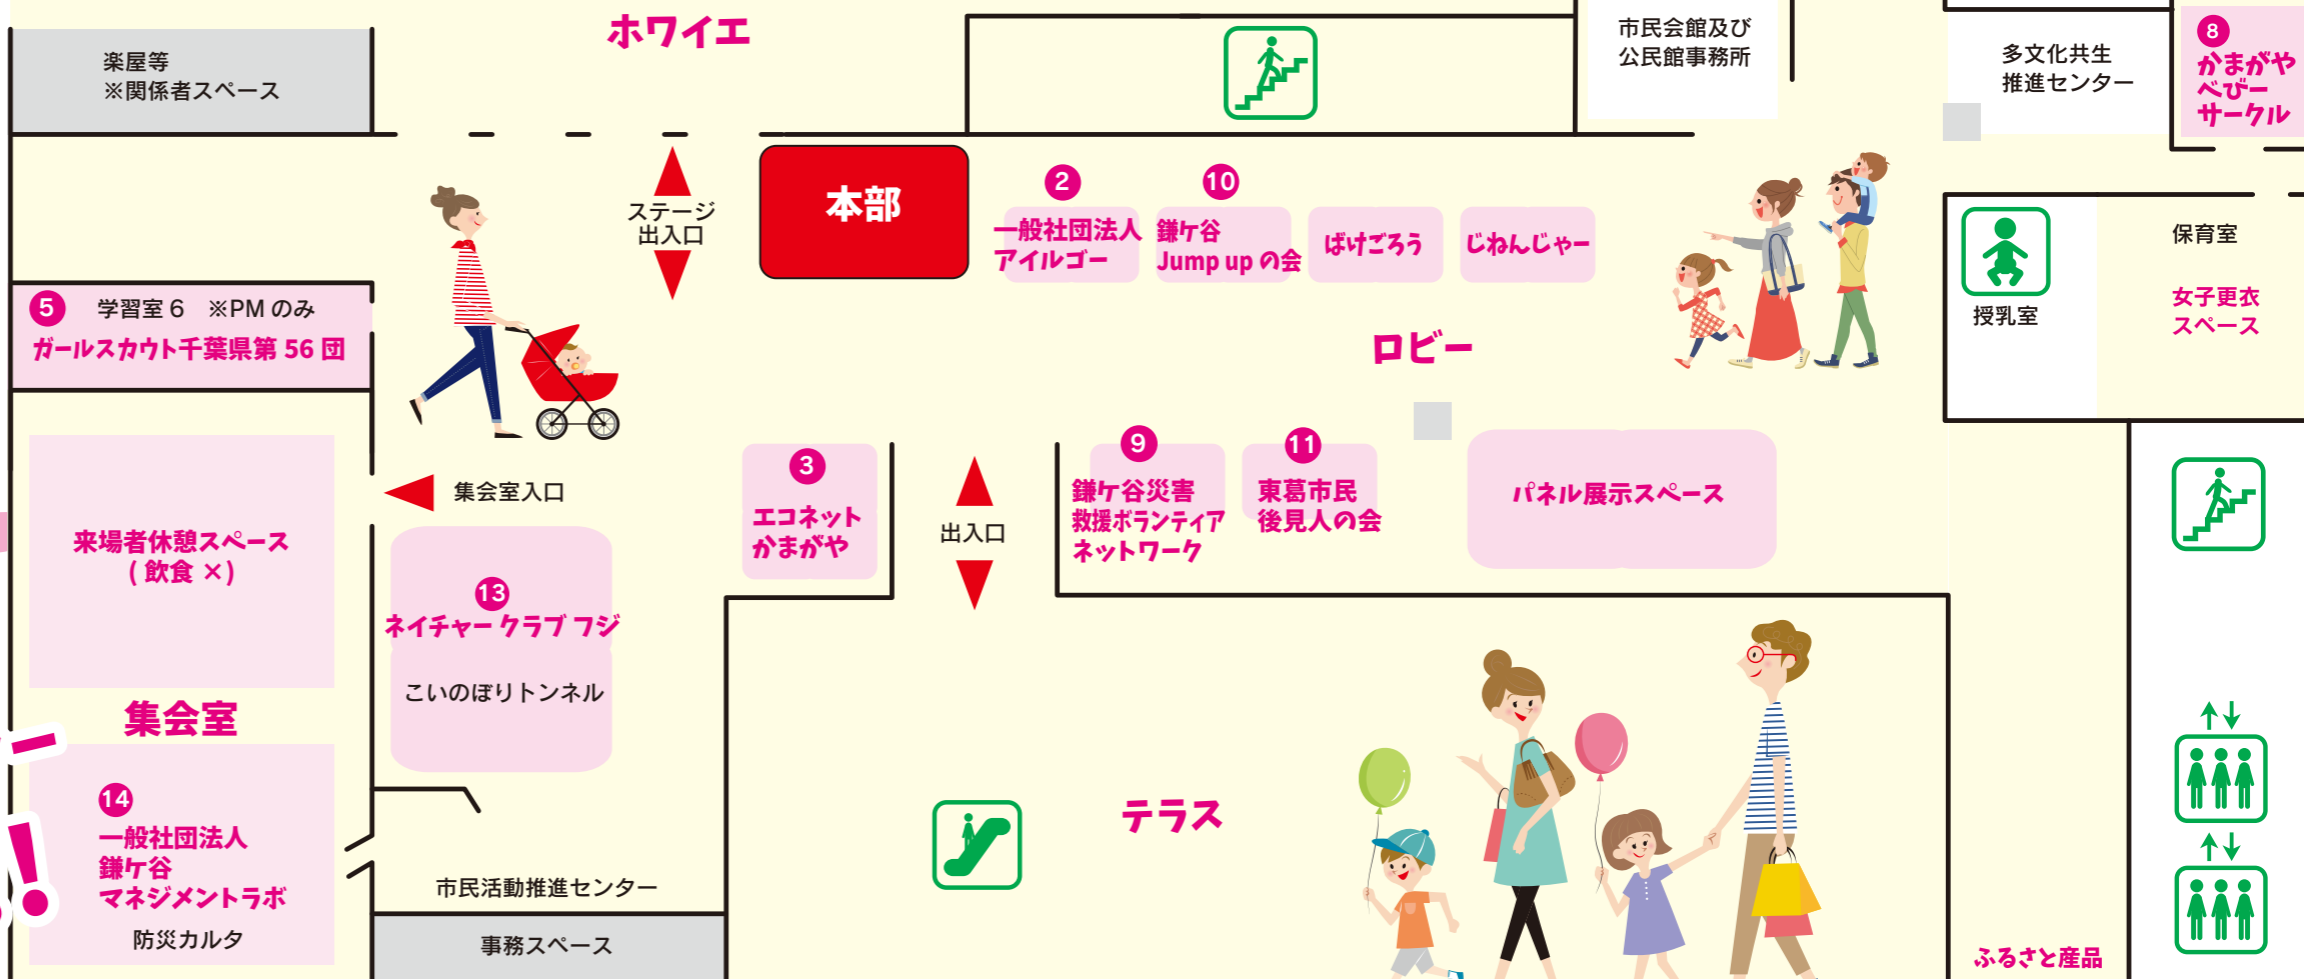 ホワイエ
楽屋等
※関係者スペース
市民会館及び
公民館事務所
多文化共生
推進センター
8
かまがや
べびー
サークル
ステージ
出入口
本部
2
一般社団法人
アイルゴー
10
鎌ケ谷
Jump up の会
ばけごろう
じねんじゃー
保育室
女子更衣
スペース
授乳室
5 学習室 6 ※PM のみ
ガールスカウト千葉県第 56 団
ロビー
集会室入口
3
エコネット
かまがや
出入口
9
鎌ケ谷災害
救援ボランティア
ネットワーク
11
東葛市民
後見人の会
パネル展示スペース
来場者休憩スペース
( 飲食 ×)
13
ネイチャー クラブ フジ
こいのぼりトンネル
集会室
14
一般社団法人
鎌ケ谷
マネジメントラボ
防災カルタ
テラス
市民活動推進センター
事務スペース
ふるさと産品
ー
!